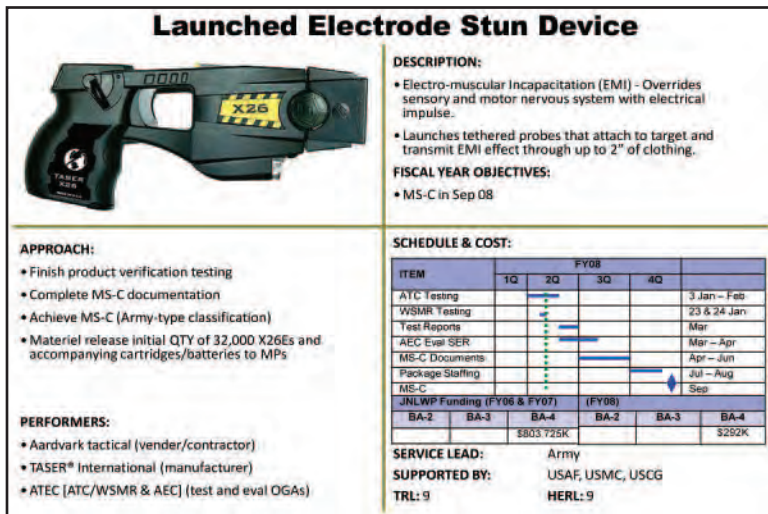 Launched Electrode Stun Device
X26
TASER
X26
DESCRIPTION:
• Electro-muscular Incapacitation (EMI) - Overrides
sensory and motor nervous system with electrical
impulse.
• Launches tethered probes that attach to target and
transmit EMI effect through up to 2" of clothing.
FISCAL YEAR OBJECTIVES:
• MS-C in Sep 08
APPROACH:
• Finish product verification testing
• Complete MS-C documentation
• Achieve MS-C (Army-type classification)
• Materiel release initial QTY of 32,000 X26Es and
accompanying cartridges/batteries to MPs
PERFORMERS:
• Aardvark tactical (vender/contractor)
• TASER® International (manufacturer)
• ATEC [ATC/WSMR & AEC] (test and eval OGAs)
SCHEDULE & COST:
ITEM FY08
1Q 2Q 3Q 4Q
ATC Testing 3 Jan – Feb
WSMR Testing 23 & 24 Jan
Test Reports Mar
AEC Eval SER Mar – Apr
MS-C Documents Apr – Jun
Package Staffing Jul – Aug
MS-C Sep
JNLWP Funding (FY06 & FY07) (FY08)
BA-2 BA-3 BA-4 BA-2 BA-3 BA-4
$803.725K $292K
SERVICE LEAD: Army
SUPPORTED BY: USAF, USMC, USCG
TRL: 9 HERL: 9